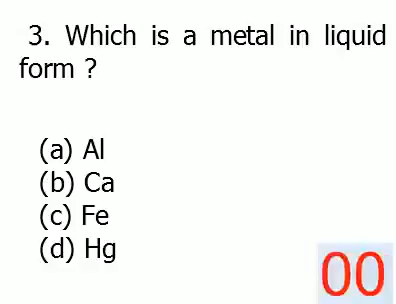 3. Which is a metal in liquid
form ?
(a) Al
(b) Ca
(c) Fe
(d) Hg
00